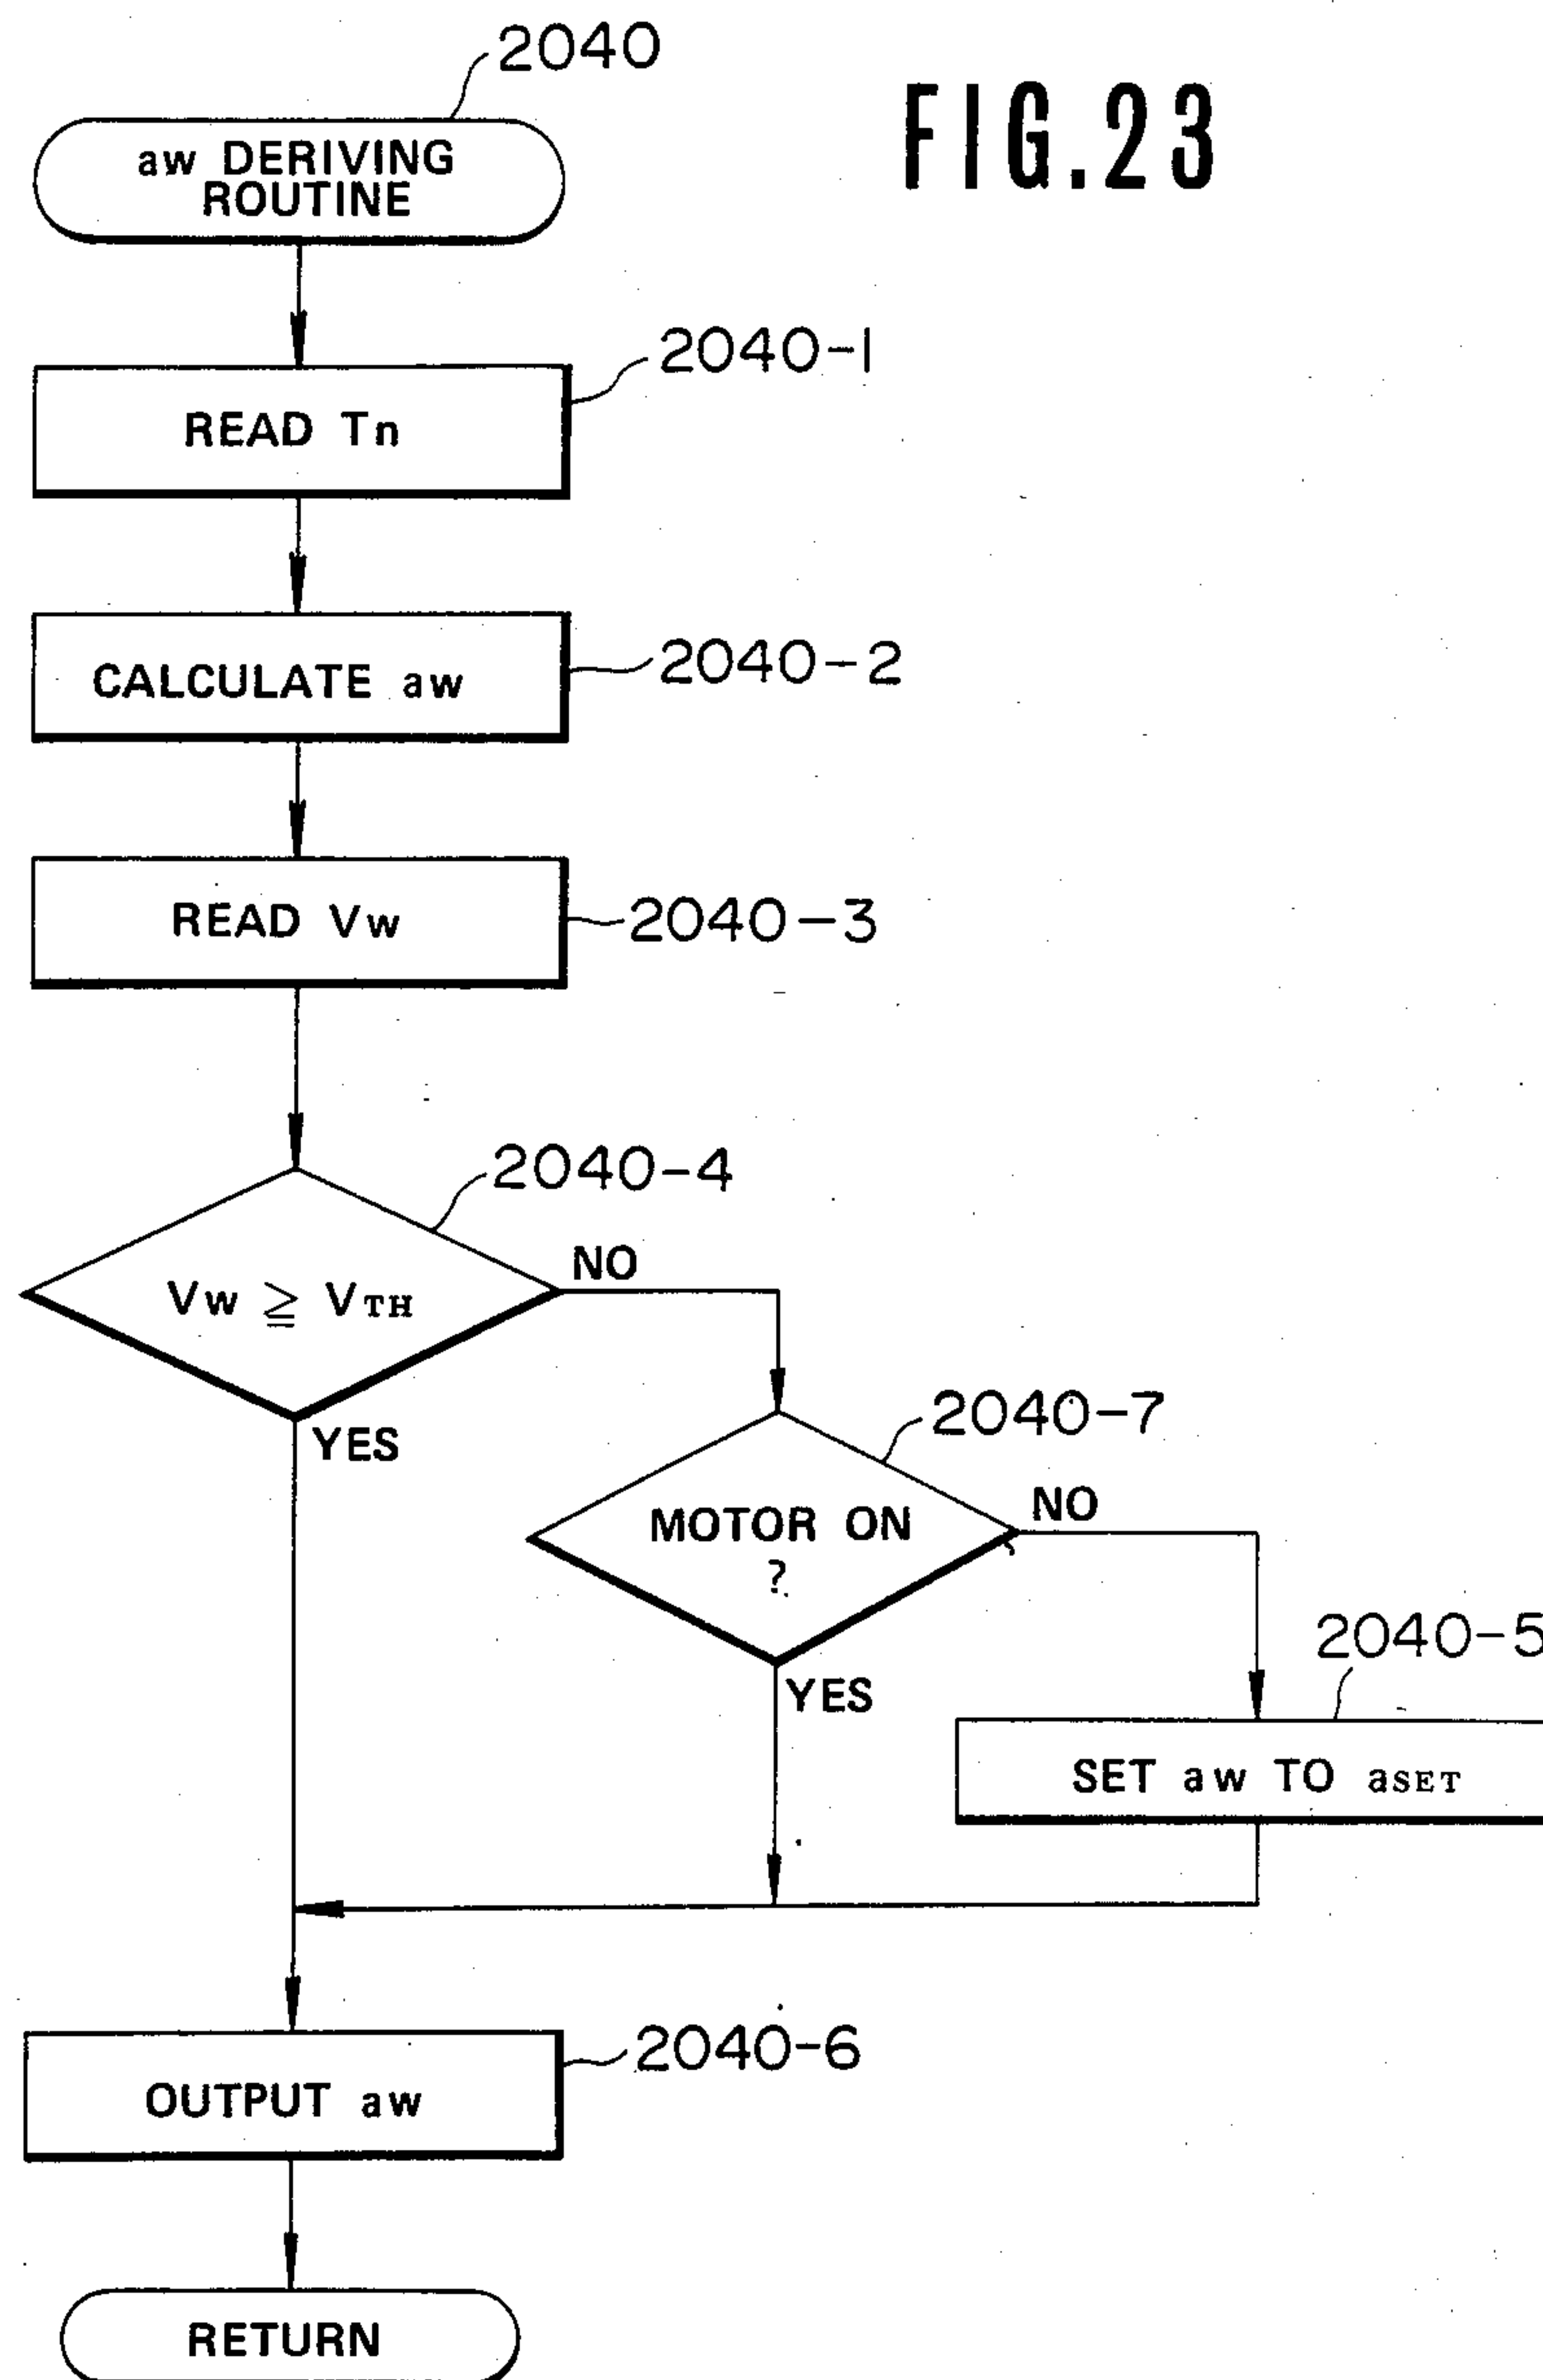 2040
FIG.23
aw DERIVING
ROUTINE
2040-1
READ Tn
2040-2
CALCULATE aw
READ Vw
2040-3
2040-4
NO
Vw ≧ VTH
YES
2040-7
NO
MOTOR ON
?
2040-5
YES
SET aw TO aSET
2040-6
OUTPUT aw
RETURN